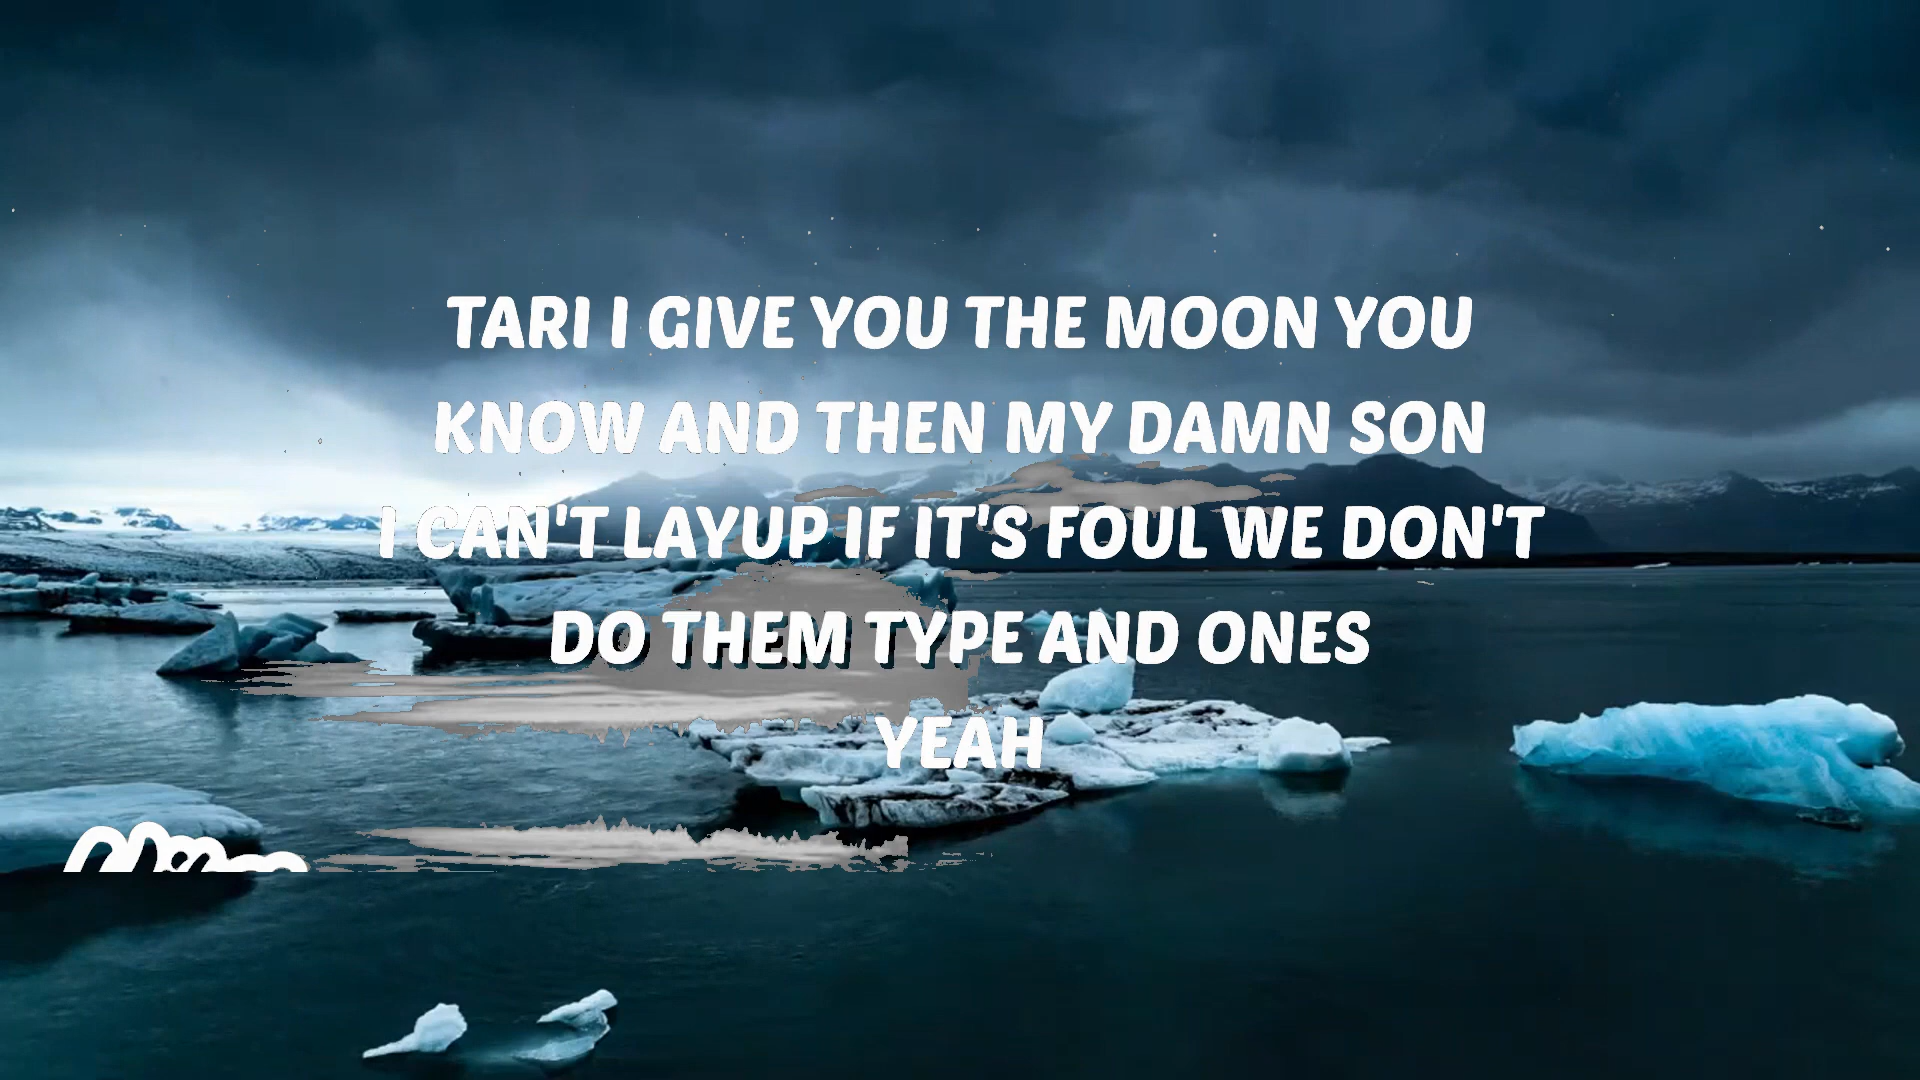 TARI I GIVE YOU THE MOON YOU
KNOW AND THEN MY DAMN SON
I CAN'T LAYUP IF IT'S FOUL WE DON'T
DO THEM TYPE AND ONES
YEAH